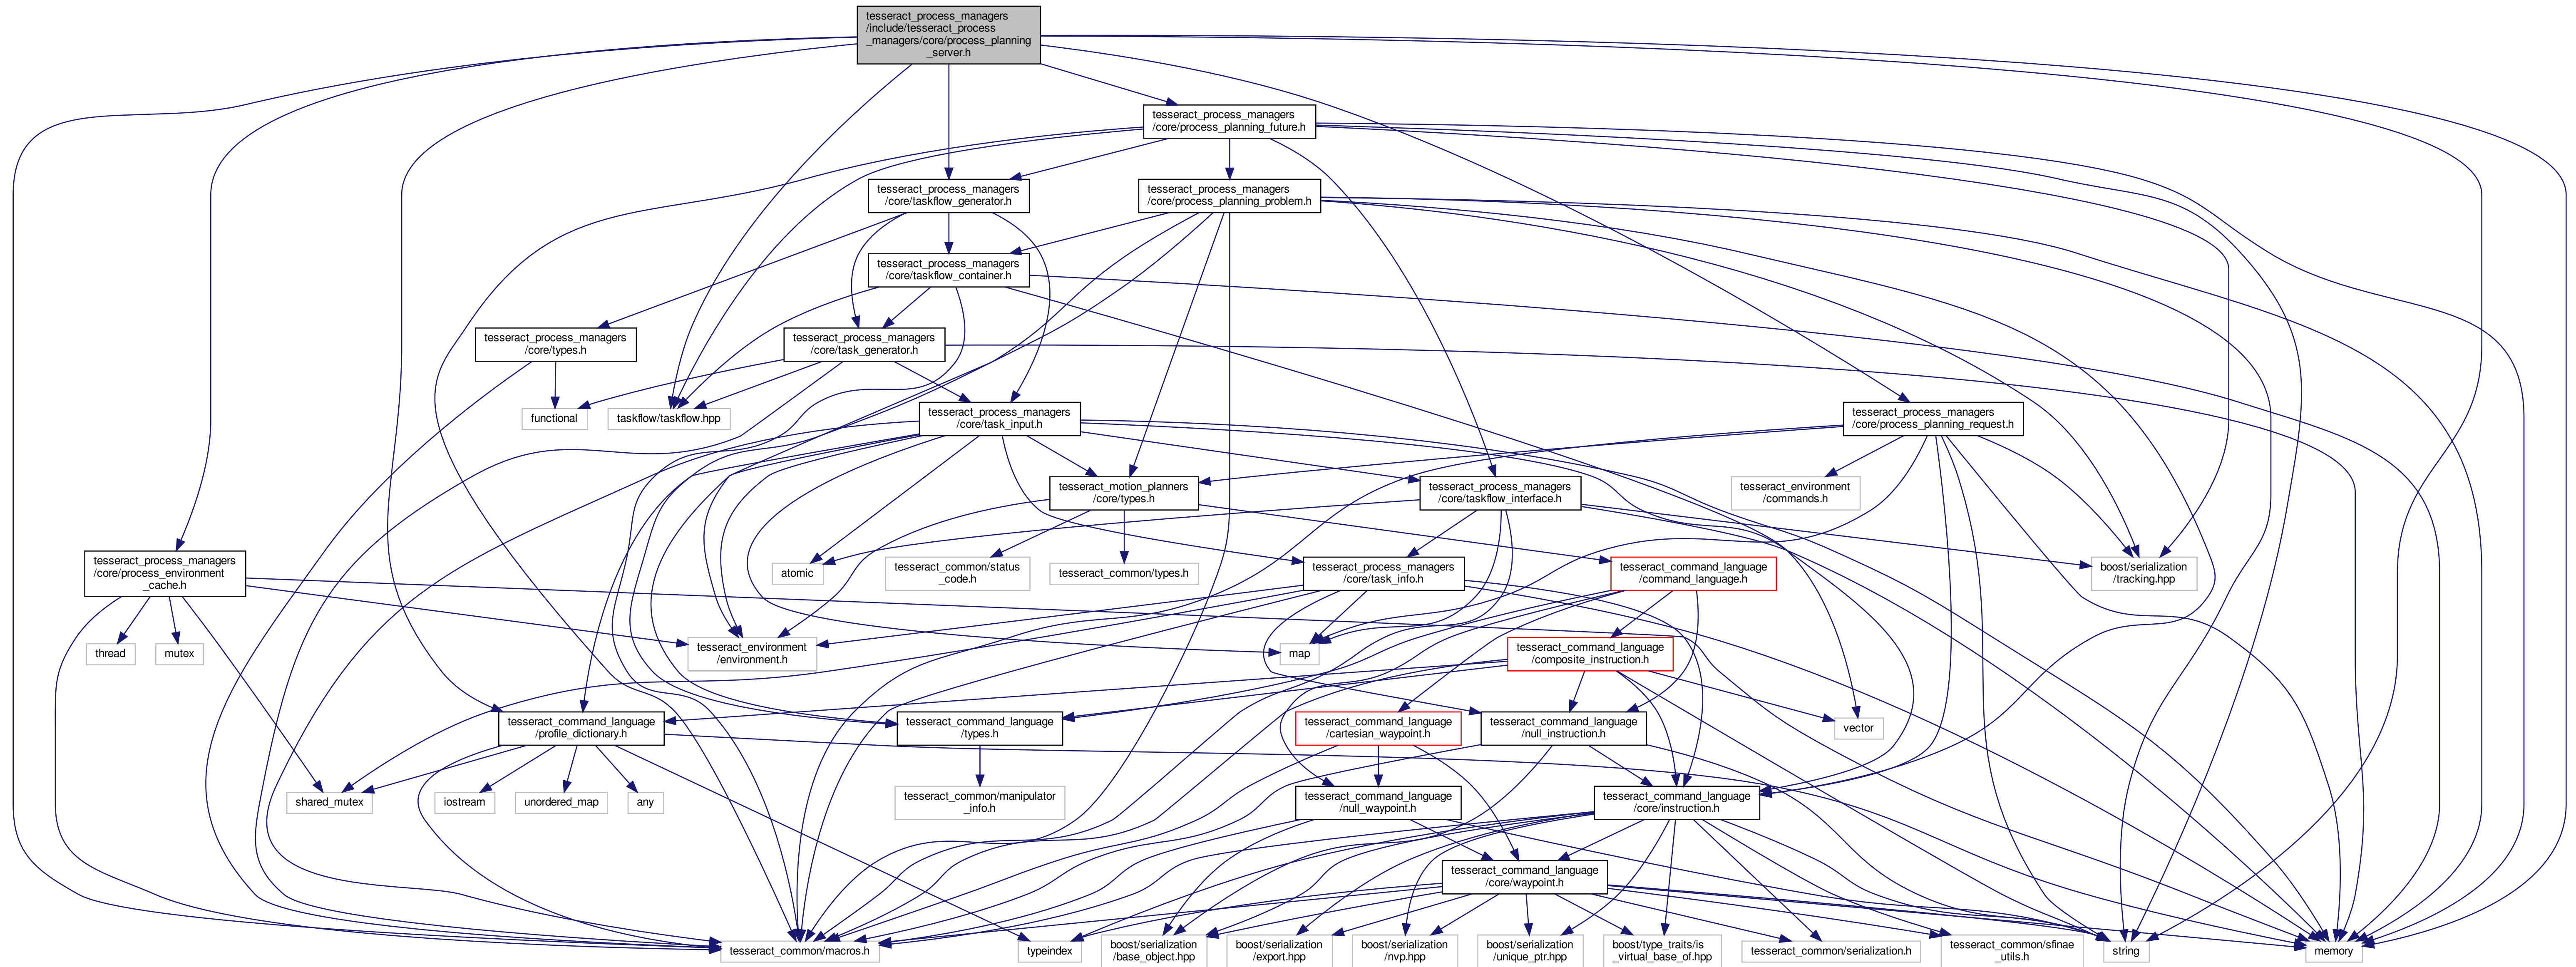 tesseract_process_managers
/include/tesseract_process
_managers/core/process_planning
_server.h
tesseract_process_managers
/core/process_planning_future.h
tesseract_process_managers
/core/taskflow_generator.h
tesseract_process_managers
/core/process_planning_problem.h
tesseract_process_managers
/core/taskflow_container.h
tesseract_process_managers
/core/types.h
tesseract_process_managers
/core/task_generator.h
functional
taskflow/taskflow.hpp
tesseract_process_managers
/core/task_input.h
tesseract_process_managers
/core/process_planning_request.h
tesseract_motion_planners
/core/types.h
tesseract_process_managers
/core/taskflow_interface.h
tesseract_environment
/commands.h
tesseract_process_managers
/core/process_environment
_cache.h
atomic
tesseract_common/status
_code.h
tesseract_common/types.h
tesseract_process_managers
/core/task_info.h
tesseract_command_language
/command_language.h
boost/serialization
/tracking.hpp
thread
mutex
tesseract_environment
/environment.h
map
tesseract_command_language
/composite_instruction.h
tesseract_command_language
/profile_dictionary.h
tesseract_command_language
/types.h
tesseract_command_language
/cartesian_waypoint.h
tesseract_command_language
/null_instruction.h
vector
shared_mutex
iostream
unordered_map
any
tesseract_common/manipulator
_info.h
tesseract_command_language
/null_waypoint.h
tesseract_command_language
/core/instruction.h
tesseract_command_language
/core/waypoint.h
tesseract_common/macros.h
typeindex
boost/serialization
/base_object.hpp
boost/serialization
/export.hpp
boost/serialization
/nvp.hpp
boost/serialization
/unique_ptr.hpp
boost/type_traits/is
_virtual_base_of.hpp
tesseract_common/serialization.h
tesseract_common/sfinae
_utils.h
string
memory